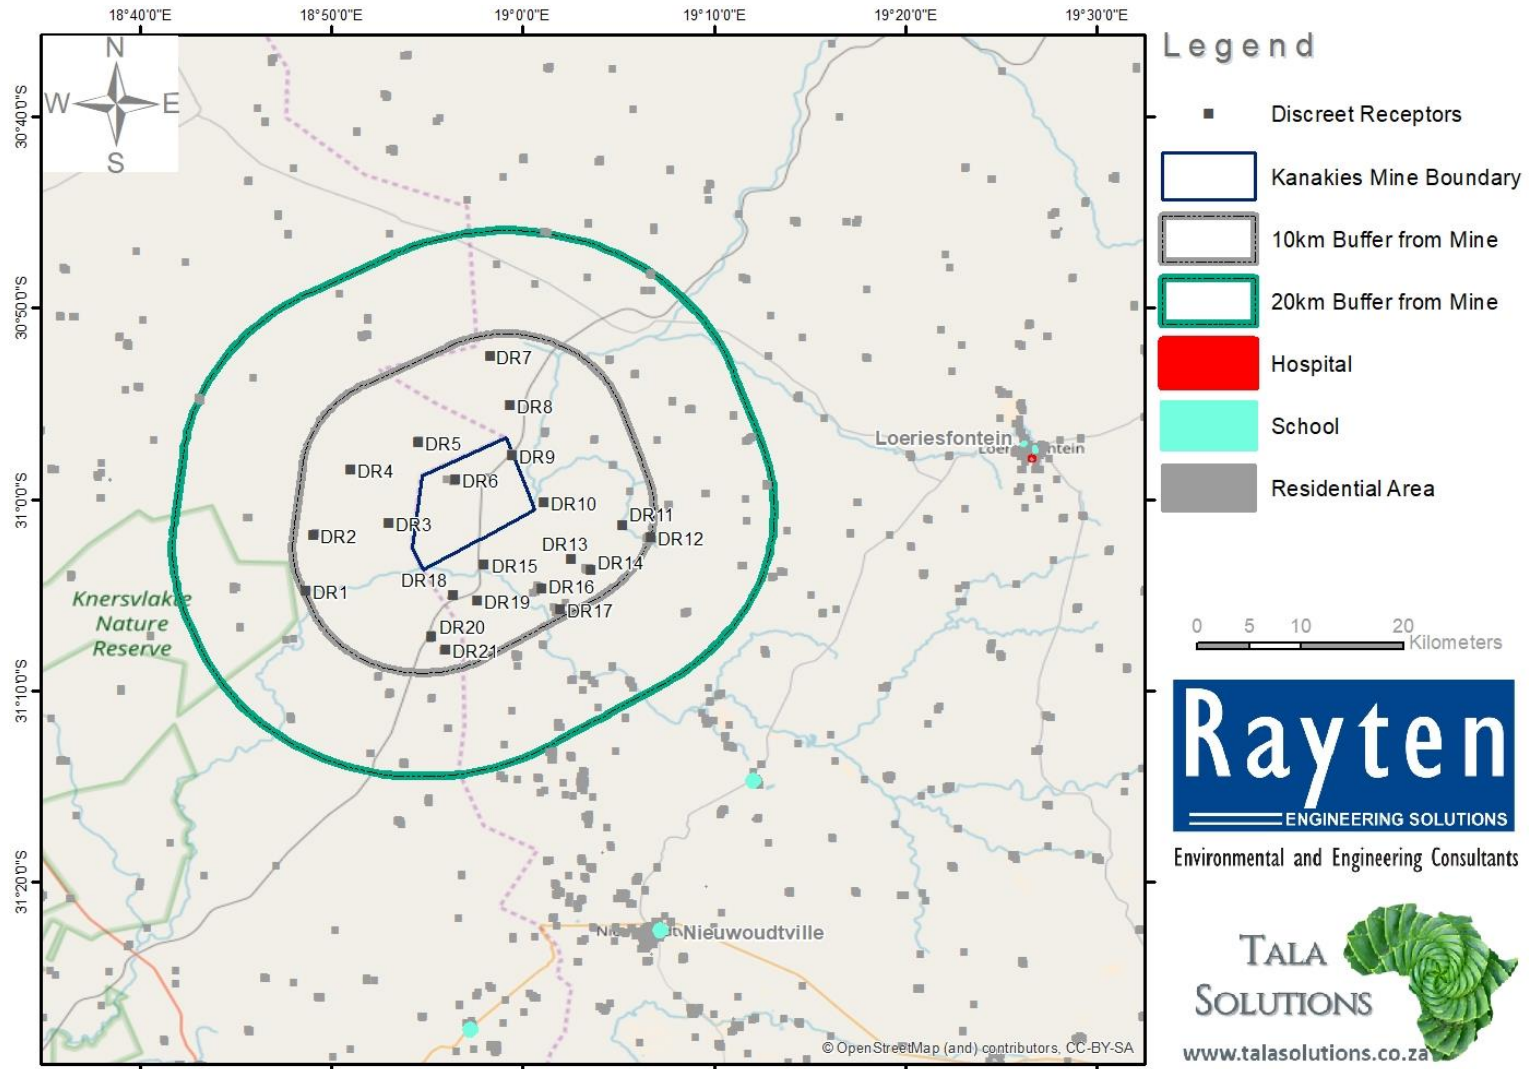 18°40'0"E
18°50'0"E
19°0'0"E
19°10'0"E
19°20'0"E
19°30'0"E
30°40'0"S
30°50'0"S
31°0'0"S
31°10'0"S
31°20'0"S
N
W
E
S
DR7
DR8
DR5
DR9
DR4
DR6
DR10
DR11
DR3
DR2
DR12
DR13
DR14
DR15
DR18
DR16
DR1
DR19
DR17
DR20
DR21
Loeriesfontein
Knersvlakte
Nature
Reserve
Nieuwoudtville
© OpenStreetMap (and) contributors, CC-BY-SA
Legend
Discreet Receptors
Kanakies Mine Boundary
10km Buffer from Mine
20km Buffer from Mine
Hospital
School
Residential Area
0 5 10 20
Kilometers
Rayten
ENGINEERING SOLUTIONS
Environmental and Engineering Consultants
TALA
SOLUTIONS
www.talasolutions.co.za